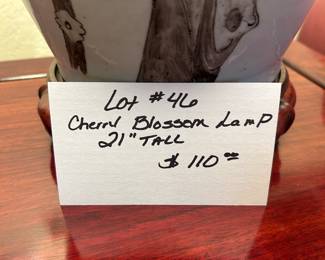 Lot #46
Cherry Blossom Lamp
21" TALL
$ 110.00